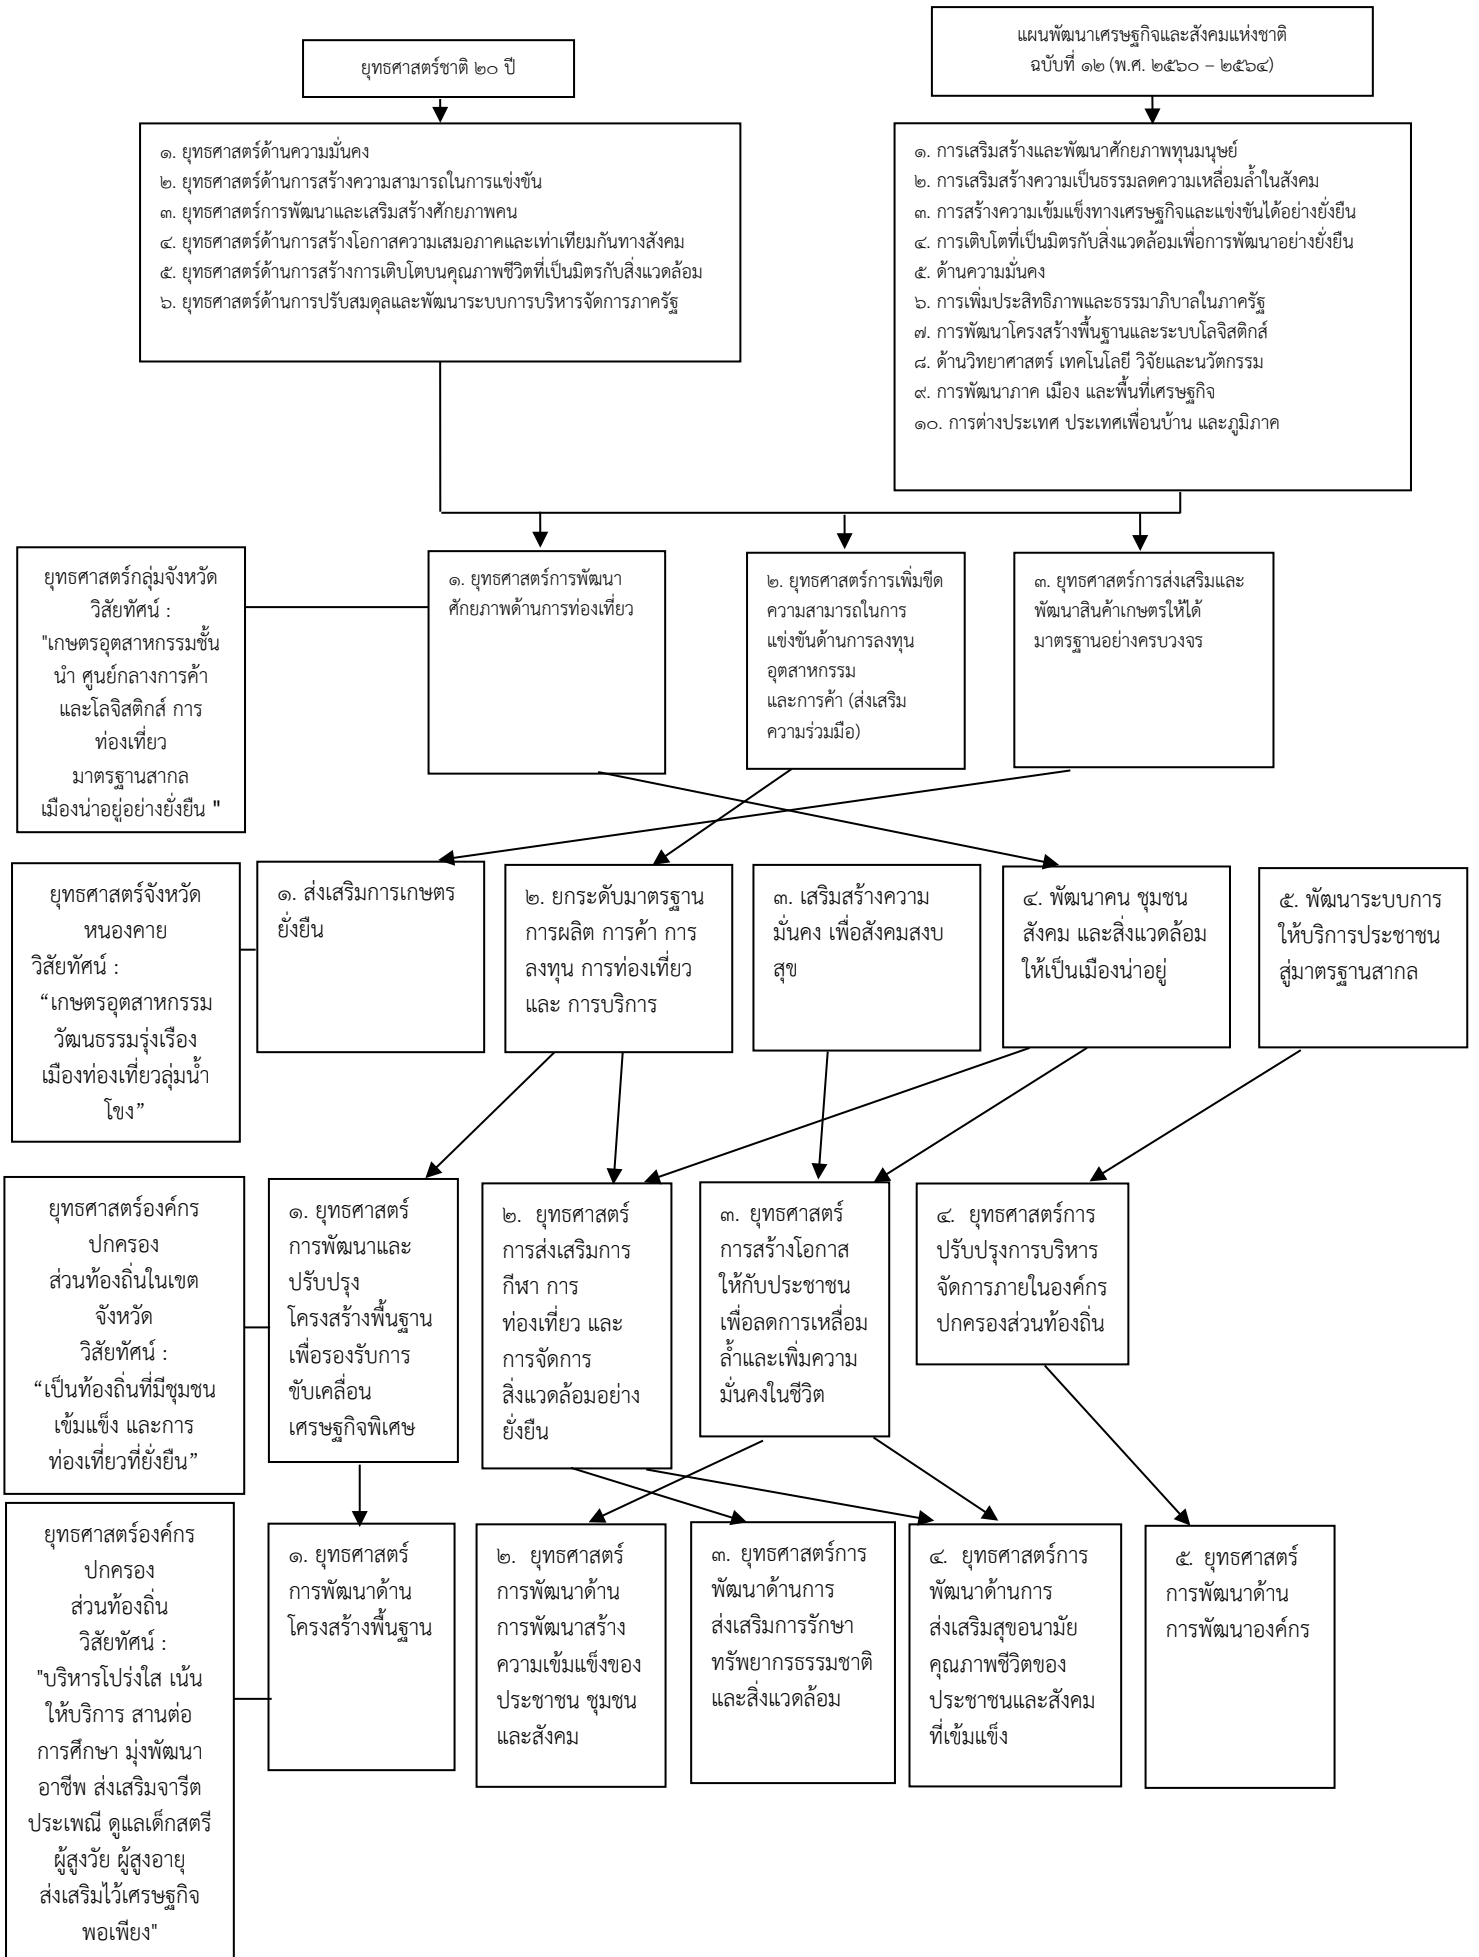 ยุทธศาสตร์ชาติ ๒๐ ปี
แผนพัฒนาเศรษฐกิจและสังคมแห่งชาติ
ฉบับที่ ๑๒ (พ.ศ. ๒๕๖๐ – ๒๕๖๔)
๑. ยุทธศาสตร์ด้านความมั่นคง
๒. ยุทธศาสตร์ด้านการสร้างความสามารถในการแข่งขัน
๓. ยุทธศาสตร์การพัฒนาและเสริมสร้างศักยภาพคน
๔. ยุทธศาสตร์ด้านการสร้างโอกาสความเสมอภาคและเท่าเทียมกันทางสังคม
๕. ยุทธศาสตร์ด้านการสร้างการเติบโตบนคุณภาพชีวิตที่เป็นมิตรกับสิ่งแวดล้อม
๖. ยุทธศาสตร์ด้านการปรับสมดุลและพัฒนาระบบการบริหารจัดการภาครัฐ
๑. การเสริมสร้างและพัฒนาศักยภาพทุนมนุษย์
๒. การเสริมสร้างความเป็นธรรมลดความเหลื่อมล้ำในสังคม
๓. การสร้างความเข้มแข็งทางเศรษฐกิจและแข่งขันได้อย่างยั่งยืน
๔. การเติบโตที่เป็นมิตรกับสิ่งแวดล้อมเพื่อการพัฒนาอย่างยั่งยืน
๕. ด้านความมั่นคง
๖. การเพิ่มประสิทธิภาพและธรรมาภิบาลในภาครัฐ
๗. การพัฒนาโครงสร้างพื้นฐานและระบบโลจิสติกส์
๘. ด้านวิทยาศาสตร์ เทคโนโลยี วิจัยและนวัตกรรม
๙. การพัฒนาภาค เมือง และพื้นที่เศรษฐกิจ
๑๐. การต่างประเทศ ประเทศเพื่อนบ้าน และภูมิภาค
ยุทธศาสตร์กลุ่มจังหวัด
วิสัยทัศน์ :
"เกษตรอุตสาหกรรมชั้น
นำ ศูนย์กลางการค้า
และโลจิสติกส์ การ
ท่องเที่ยว
มาตรฐานสากล
เมืองน่าอยู่อย่างยั่งยืน "
๑. ยุทธศาสตร์การพัฒนา
ศักยภาพด้านการท่องเที่ยว
๒. ยุทธศาสตร์การเพิ่มขีด
ความสามารถในการ
แข่งขันด้านการลงทุน
อุตสาหกรรม
และการค้า (ส่งเสริม
ความร่วมมือ)
๓. ยุทธศาสตร์การส่งเสริมและ
พัฒนาสินค้าเกษตรให้ได้
มาตรฐานอย่างครบวงจร
ยุทธศาสตร์จังหวัด
หนองคาย
วิสัยทัศน์ :
“เกษตรอุตสาหกรรม
วัฒนธรรมรุ่งเรือง
เมืองท่องเที่ยวลุ่มน้ำ
โขง”
๑. ส่งเสริมการเกษตร
ยั่งยืน
๒. ยกระดับมาตรฐาน
การผลิต การค้า การ
ลงทุน การท่องเที่ยว
และ การบริการ
๓. เสริมสร้างความ
มั่นคง เพื่อสังคมสงบ
สุข
๔. พัฒนาคน ชุมชน
สังคม และสิ่งแวดล้อม
ให้เป็นเมืองน่าอยู่
๕. พัฒนาระบบการ
ให้บริการประชาชน
สู่มาตรฐานสากล
ยุทธศาสตร์องค์กร
ปกครอง
ส่วนท้องถิ่นในเขต
จังหวัด
วิสัยทัศน์ :
“เป็นท้องถิ่นที่มีชุมชน
เข้มแข็ง และการ
ท่องเที่ยวที่ยั่งยืน”
๑. ยุทธศาสตร์
การพัฒนาและ
ปรับปรุง
โครงสร้างพื้นฐาน
เพื่อรองรับการ
ขับเคลื่อน
เศรษฐกิจพิเศษ
๒. ยุทธศาสตร์
การส่งเสริมการ
กีฬา การ
ท่องเที่ยว และ
การจัดการ
สิ่งแวดล้อมอย่าง
ยั่งยืน
๓. ยุทธศาสตร์
การสร้างโอกาส
ให้กับประชาชน
เพื่อลดการเหลื่อม
ล้ำและเพิ่มความ
มั่นคงในชีวิต
๔. ยุทธศาสตร์การ
ปรับปรุงการบริหาร
จัดการภายในองค์กร
ปกครองส่วนท้องถิ่น
ยุทธศาสตร์องค์กร
ปกครอง
ส่วนท้องถิ่น
วิสัยทัศน์ :
"บริหารโปร่งใส เน้น
ให้บริการ สานต่อ
การศึกษา มุ่งพัฒนา
อาชีพ ส่งเสริมจารีต
ประเพณี ดูแลเด็กสตรี
ผู้สูงวัย ผู้สูงอายุ
ส่งเสริมไว้เศรษฐกิจ
พอเพียง"
๑. ยุทธศาสตร์
การพัฒนาด้าน
โครงสร้างพื้นฐาน
๒. ยุทธศาสตร์
การพัฒนาด้าน
การพัฒนาสร้าง
ความเข้มแข็งของ
ประชาชน ชุมชน
และสังคม
๓. ยุทธศาสตร์การ
พัฒนาด้านการ
ส่งเสริมการรักษา
ทรัพยากรธรรมชาติ
และสิ่งแวดล้อม
๔. ยุทธศาสตร์การ
พัฒนาด้านการ
ส่งเสริมสุขอนามัย
คุณภาพชีวิตของ
ประชาชนและสังคม
ที่เข้มแข็ง
๕. ยุทธศาสตร์
การพัฒนาด้าน
การพัฒนาองค์กร